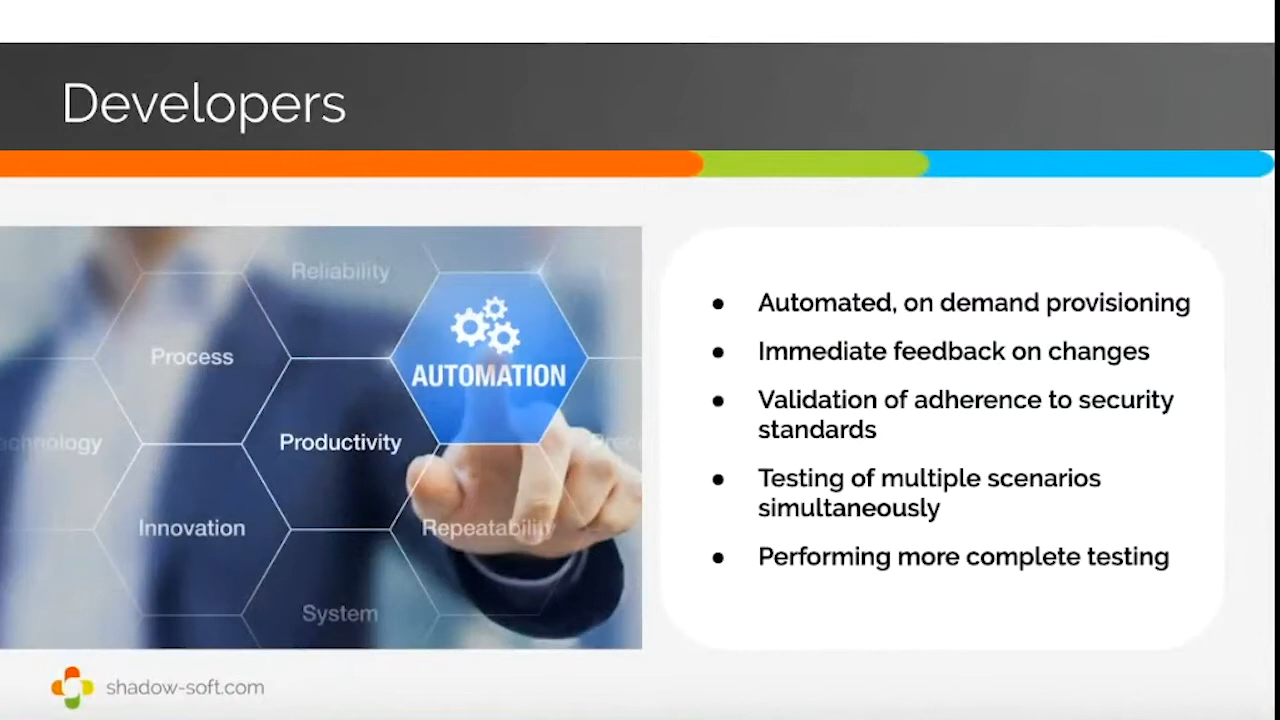 Developers
Reliability
Process
AUTOMATION
Productivity
Innovation
Repeatability
System
● Automated, on demand provisioning
● Immediate feedback on changes
● Validation of adherence to security
standards
● Testing of multiple scenarios
simultaneously
● Performing more complete testing
shadow-soft.com